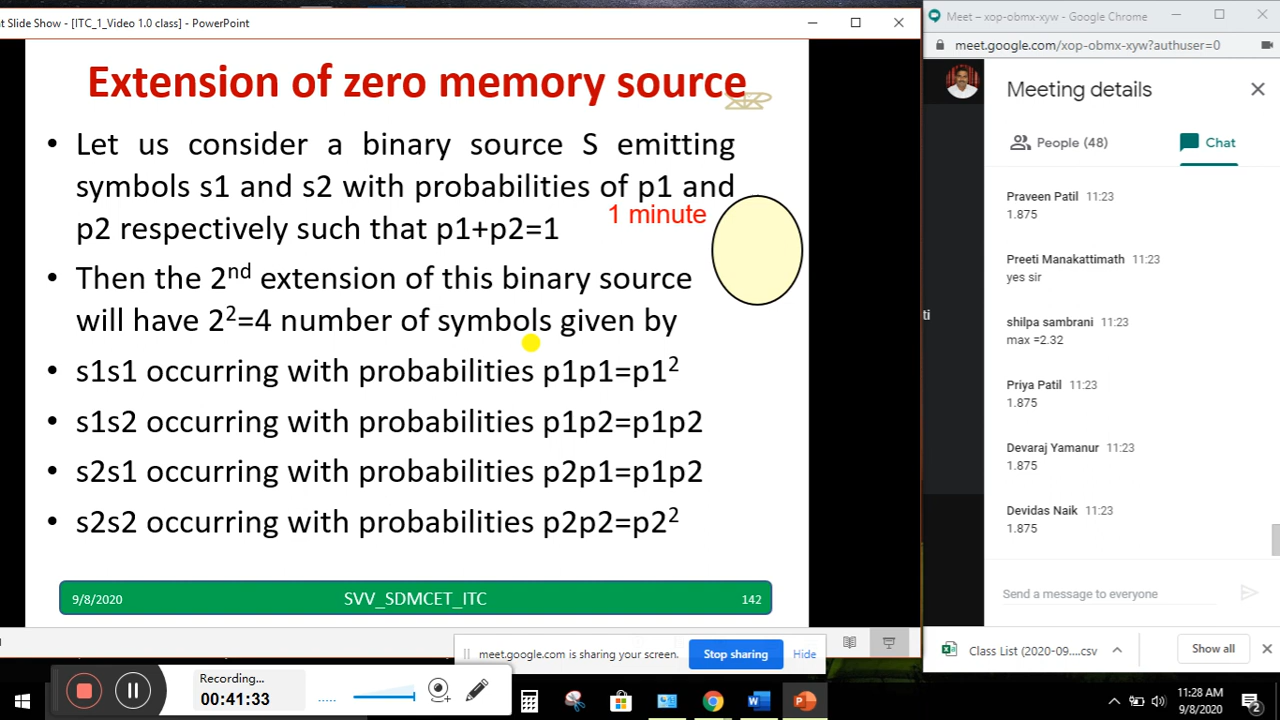 nt Slide Show - [ITC_1_Video 1.0 class] - PowerPoint
Extension of zero memory source
• Let us consider a binary source S emitting
symbols s1 and s2 with probabilities of p1 and
p2 respectively such that p1+p2=1
1 minute
• Then the 2nd extension of this binary source
will have 2²=4 number of symbols given by
• s1s1 occurring with probabilities p1p1=p1²
• s1s2 occurring with probabilities p1p2=p1p2
• s2s1 occurring with probabilities p2p1=p1p2
• s2s2 occurring with probabilities p2p2=p2²
9/8/2020
SVV_SDMCET_ITC
142
meet.google.com is sharing your screen.
Stop sharing
Hide
Recording...
00:41:33
Meet – xop-obmx-xyw - Google Chrome
meet.google.com/xop-obmx-xyw?authuser=0
Meeting details
People (48)
Chat
Praveen Patil 11:23
1.875
Preeti Manakattimath 11:23
yes sir
shilpa sambrani 11:23
max =2.32
Priya Patil 11:23
1.875
Devaraj Yamanur 11:23
1.875
Devidas Naik 11:23
1.875
Send a message to everyone
ti
Class List (2020-09....csv
Show all
11:28 AM
9/8/2020
2